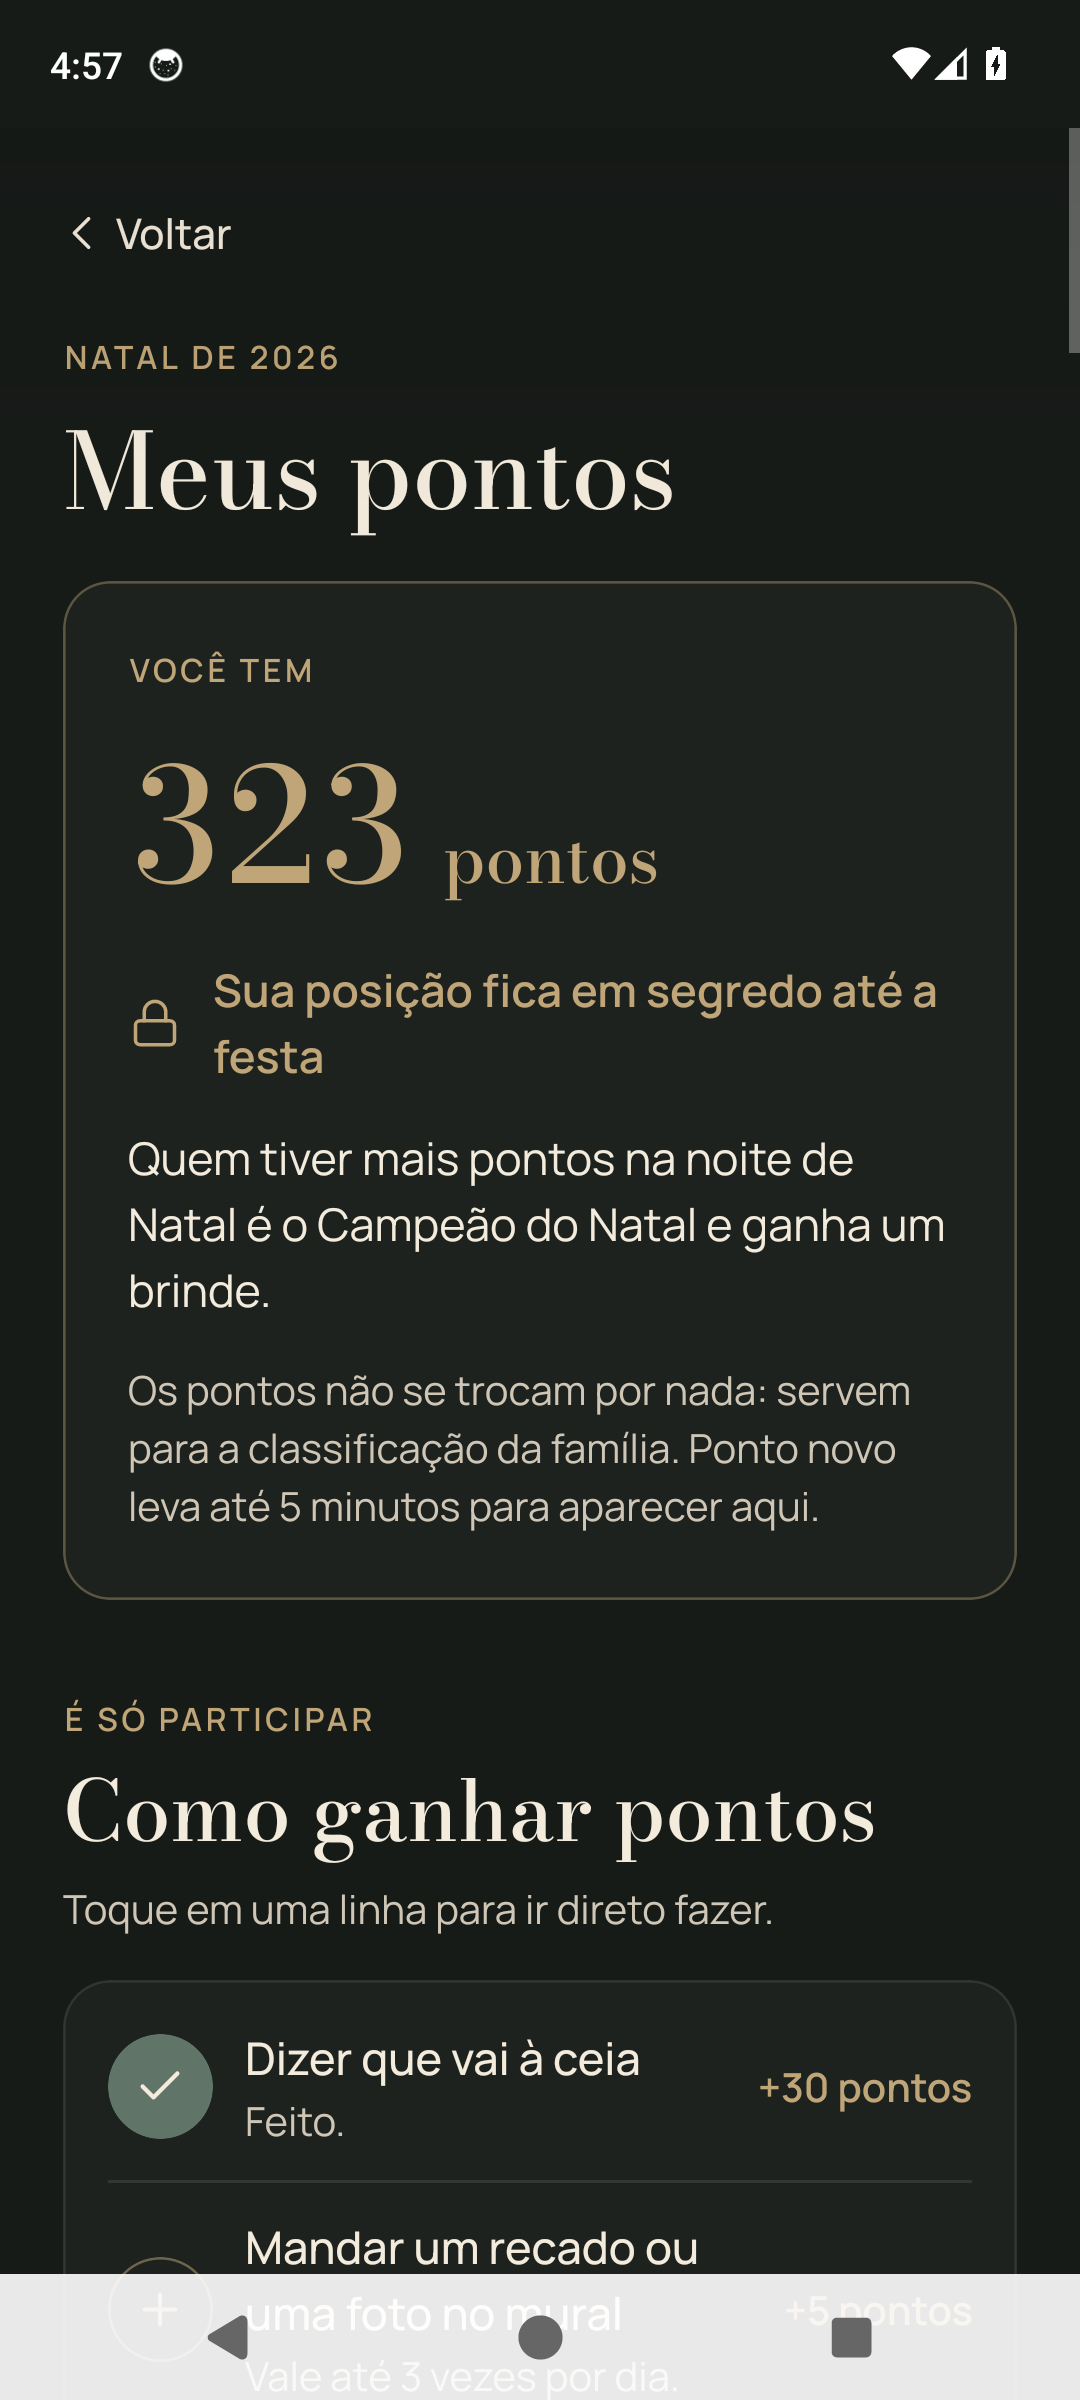 4:57
Voltar
NATAL DE 2026
Meus pontos
VOCÊ TEM
323 pontos
Sua posição fica em segredo até a
festa
Quem tiver mais pontos na noite de
Natal é o Campeão do Natal e ganha um
brinde.
Os pontos não se trocam por nada: servem
para a classificação da família. Ponto novo
leva até 5 minutos para aparecer aqui.
É SÓ PARTICIPAR
Como ganhar pontos
Toque em uma linha para ir direto fazer.
Dizer que vai à ceia
+30 pontos
Feito.
Mandar um recado ou
uma foto no mural
+5 pontos
Vale até 3 vezes por dia.